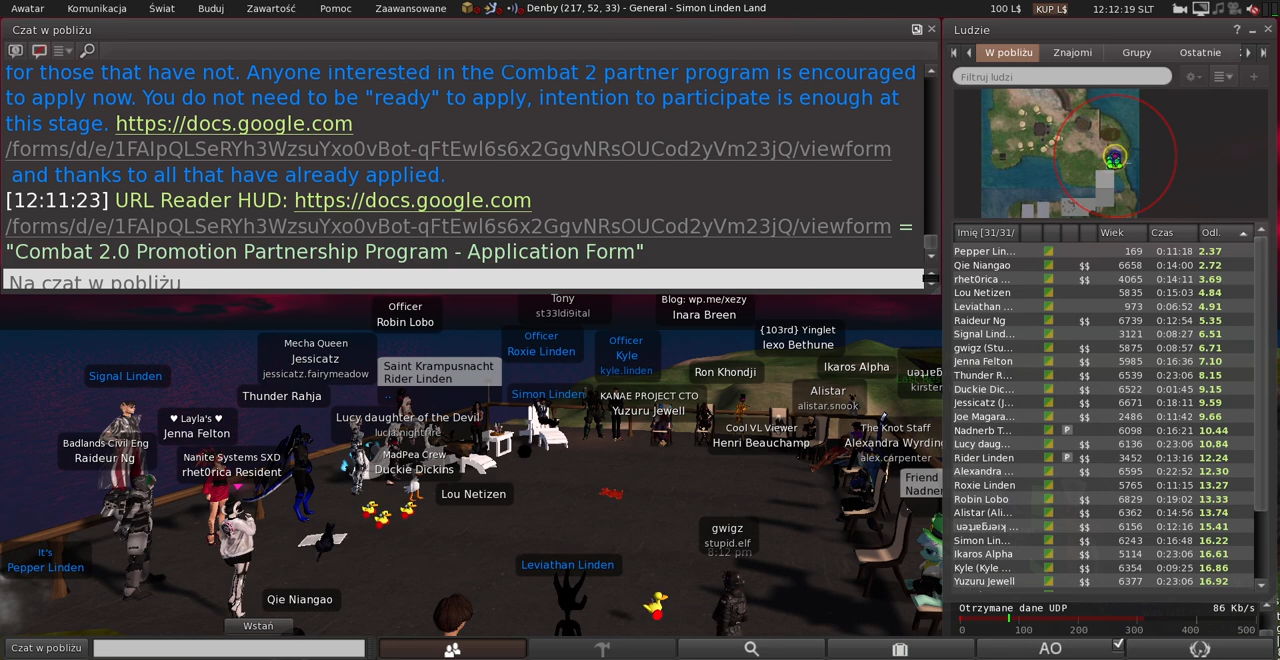 Awatar Komunikacja Świat Buduj Zawartość Pomoc Zaawansowane Denby (217, 52, 33) - General - Simon Linden Land 100 L$ KUP L$ 12:12:19 SLT
Czat w pobliżu
for those that have not. Anyone interested in the Combat 2 partner program is encouraged
to apply now. You do not need to be "ready" to apply, intention to participate is enough at
this stage. https://docs.google.com
/forms/d/e/1FAIpQLSeRYh3WzsuYxo0vBot-qFtEwl6s6x2GgvNRsOUCod2yVm23jQ/viewform
and thanks to all that have already applied.
[12:11:23] URL Reader HUD: https://docs.google.com
/forms/d/e/1FAIpQLSeRYh3WzsuYxo0vBot-qFtEwl6s6x2GgvNRsOUCod2yVm23jQ/viewform =
"Combat 2.0 Promotion Partnership Program - Application Form"
Na czat w pobliżu
Officer
Robin Lobo
Tony
st33ldi9ital
Blog: wp.me/xezy
Inara Breen
Mecha Queen
Jessicatz
jessicatz.fairymeadow
Officer
Roxie Linden
Officer
Kyle
kyle.linden
{103rd} Yinglet
Iexo Bethune
Signal Linden
Saint Krampusnacht
Rider Linden
Ron Khondji
Ikaros Alpha
Thunder Rahja
Simon Linden
KANAE PROJECT CTO
Yuzuru Jewell
Alistar
alistar.snook
♥ Layla's ♥
Jenna Felton
Lucy daughter of the Devil
lucia.nightfire
Badlands Civil Eng
Raideur Ng
Cool VL Viewer
Henri Beauchamp
The Knot Staff
Alexandra Wyrding
alex.carpenter
Nanite Systems SXD
rhet0rica Resident
MadPea Crew
Duckie Dickins
Friend
Lou Netizen
gwigz
stupid.elf
8:12 pm
It's
Pepper Linden
Leviathan Linden
Qie Niangao
Wstań
Czat w pobliżu
Ludzie
W pobliżu Znajomi Grupy Ostatnie
Filtruj ludzi
Imię [31/31/ Wiek Czas Odl.
Pepper Lin... 169 0:11:18 2.37
Qie Niangao $$ 6658 0:14:00 2.72
rhet0rica ... $$ 4065 0:14:11 3.69
Lou Netizen 5835 0:15:03 4.84
Leviathan ... 973 0:06:52 4.91
Raideur Ng $$ 6739 0:12:54 5.35
Signal Lind... 3121 0:08:27 6.51
gwigz (Stu... $$ 5875 0:08:57 6.71
Jenna Felton $$ 5985 0:16:36 7.10
Thunder R... $$ 6539 0:23:06 8.15
Duckie Dic... $$ 6522 0:01:45 9.15
Jessicatz (J... $$ 6671 0:18:11 9.59
Joe Magara... $$ 2486 0:11:42 9.66
Nadnerb T... P 6098 0:16:21 10.44
Lucy daug... $$ 6136 0:23:06 10.84
Rider Linden P $$ 3452 0:13:16 12.24
Alexandra ... $$ 6595 0:22:52 12.30
Roxie Linden 5765 0:11:15 13.27
Robin Lobo $$ 6829 0:19:02 13.33
Alistar (Ali... $$ 6362 0:14:56 13.74
$$ 6156 0:12:16 15.41
Simon Lin... $$ 6243 0:16:48 16.22
Ikaros Alpha $$ 5114 0:23:06 16.61
Kyle (Kyle ... $$ 6354 0:09:25 16.86
Yuzuru Jewell $$ 6377 0:23:06 16.92
Otrzymane dane UDP 86 Kb/s
0 100 200 300 400 500
AO